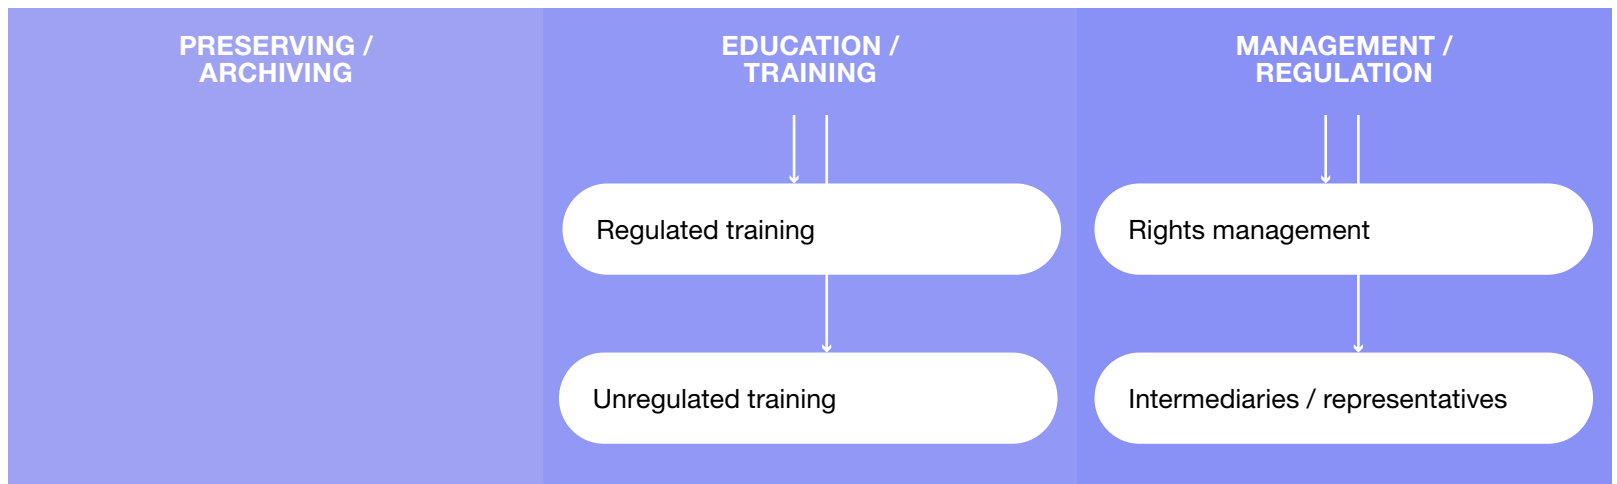 PRESERVING /
ARCHIVING
EDUCATION /
TRAINING
Regulated training
Unregulated training
MANAGEMENT /
REGULATION
Rights management
Intermediaries / representatives